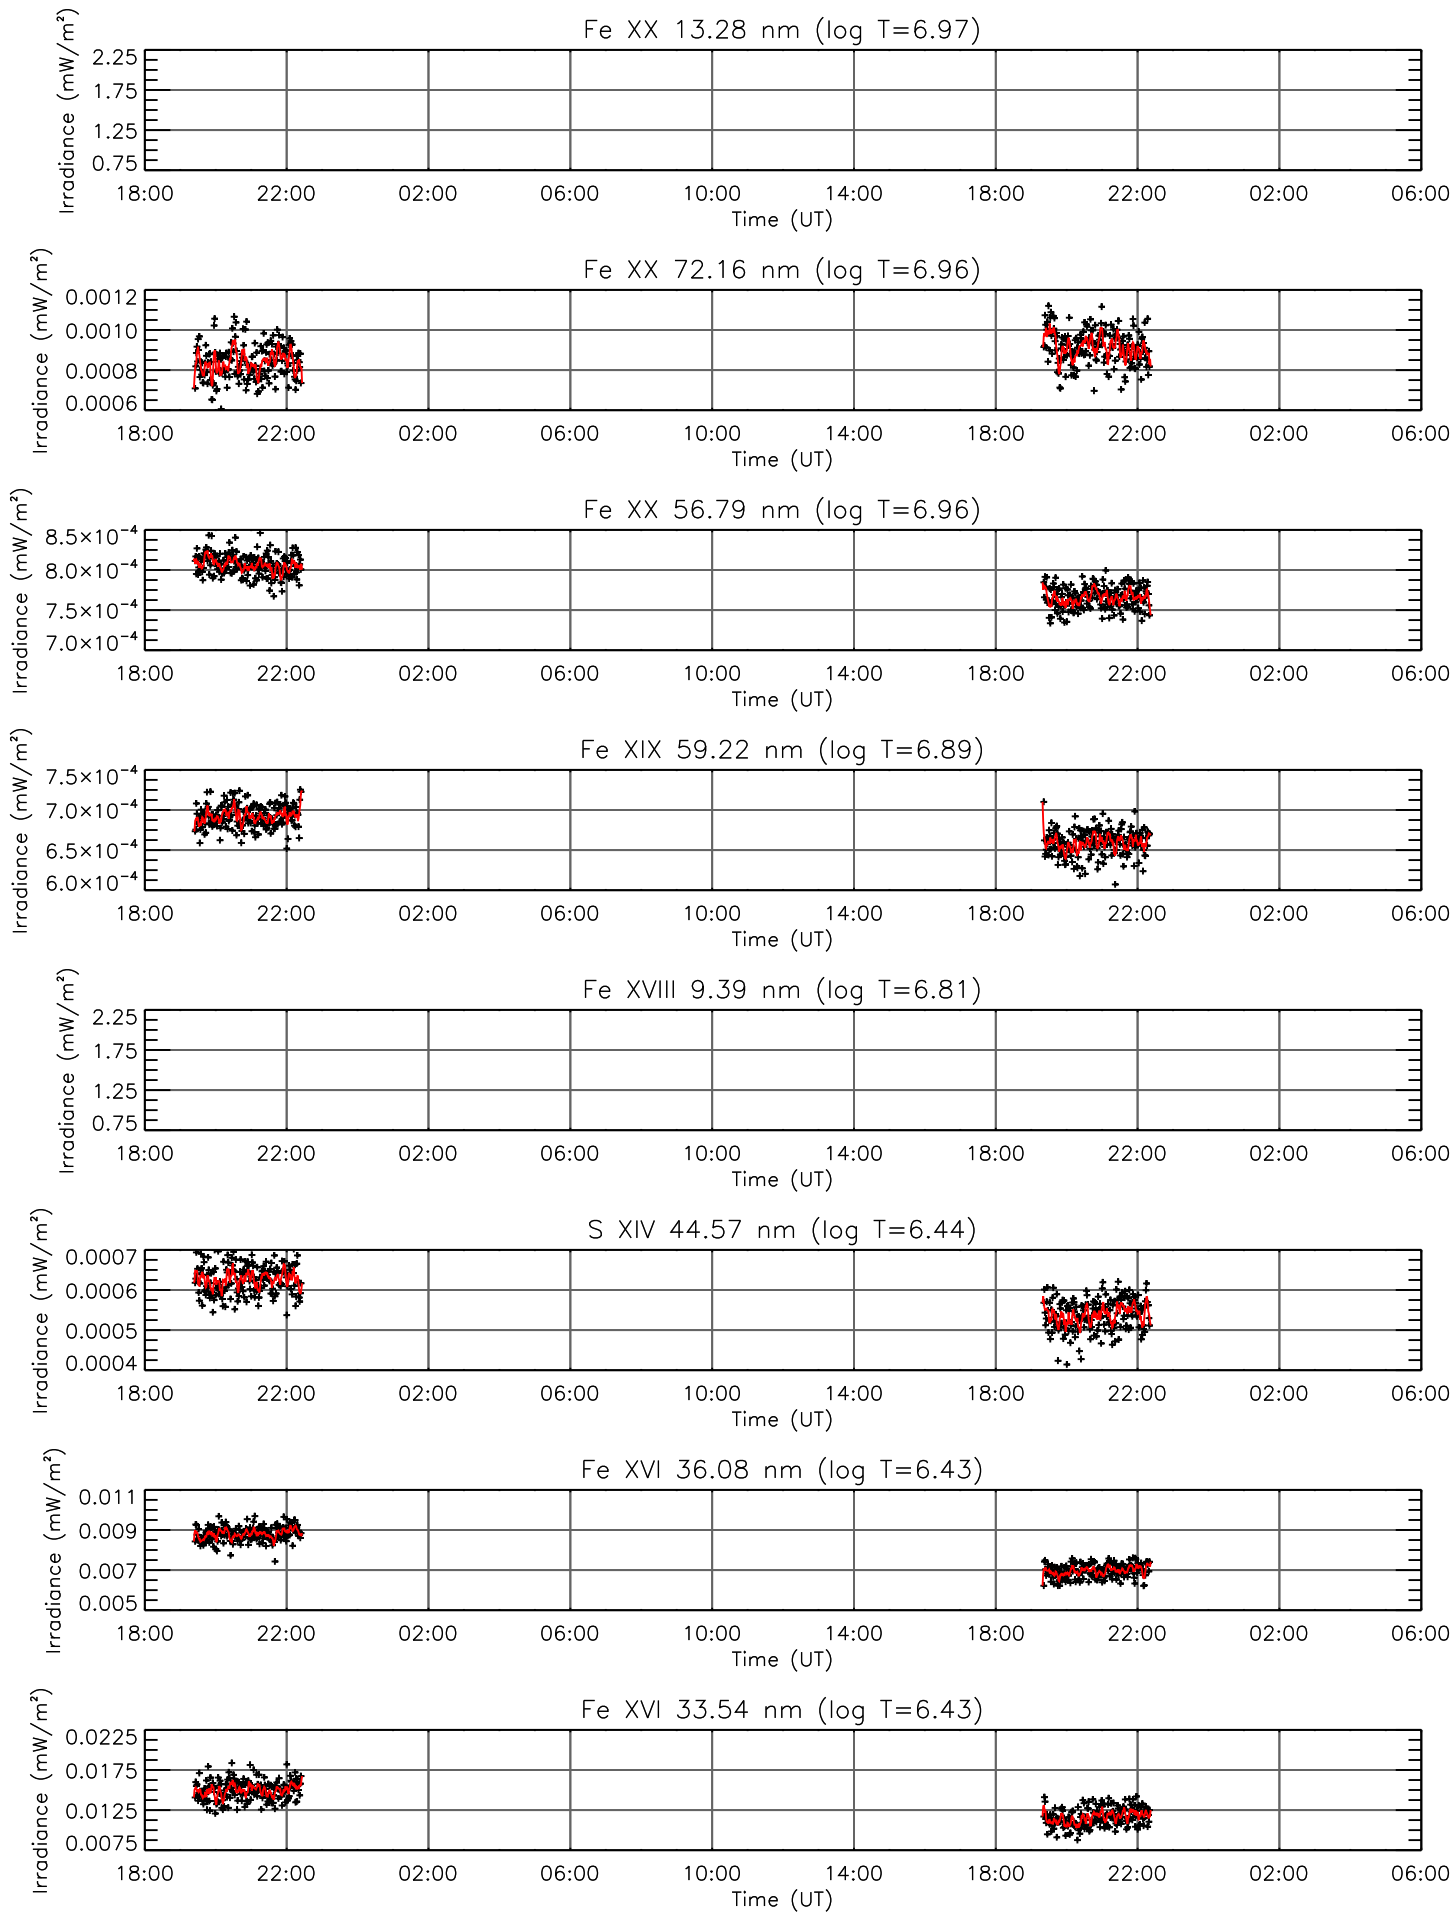 Fe XX 13.28 nm (log T=6.97)
Irradiance (mW/m²)
2.25
1.75
1.25
0.75
18:00 22:00 02:00 06:00 10:00 14:00 18:00 22:00 02:00 06:00
Time (UT)
Fe XX 72.16 nm (log T=6.96)
Irradiance (mW/m²)
0.0012
0.0010
0.0008
0.0006
18:00 22:00 02:00 06:00 10:00 14:00 18:00 22:00 02:00 06:00
Time (UT)
Fe XX 56.79 nm (log T=6.96)
Irradiance (mW/m²)
8.5×10⁻⁴
8.0×10⁻⁴
7.5×10⁻⁴
7.0×10⁻⁴
18:00 22:00 02:00 06:00 10:00 14:00 18:00 22:00 02:00 06:00
Time (UT)
Fe XIX 59.22 nm (log T=6.89)
Irradiance (mW/m²)
7.5×10⁻⁴
7.0×10⁻⁴
6.5×10⁻⁴
6.0×10⁻⁴
18:00 22:00 02:00 06:00 10:00 14:00 18:00 22:00 02:00 06:00
Time (UT)
Fe XVIII 9.39 nm (log T=6.81)
Irradiance (mW/m²)
2.25
1.75
1.25
0.75
18:00 22:00 02:00 06:00 10:00 14:00 18:00 22:00 02:00 06:00
Time (UT)
S XIV 44.57 nm (log T=6.44)
Irradiance (mW/m²)
0.0007
0.0006
0.0005
0.0004
18:00 22:00 02:00 06:00 10:00 14:00 18:00 22:00 02:00 06:00
Time (UT)
Fe XVI 36.08 nm (log T=6.43)
Irradiance (mW/m²)
0.011
0.009
0.007
0.005
18:00 22:00 02:00 06:00 10:00 14:00 18:00 22:00 02:00 06:00
Time (UT)
Fe XVI 33.54 nm (log T=6.43)
Irradiance (mW/m²)
0.0225
0.0175
0.0125
0.0075
18:00 22:00 02:00 06:00 10:00 14:00 18:00 22:00 02:00 06:00
Time (UT)